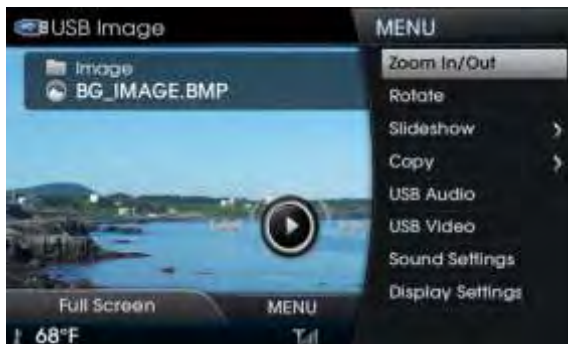 USB Image
Image
BG_IMAGE.BMP
Full Screen
MENU
68°F
MENU
Zoom In/Out
Rotate
Slideshow
Copy
USB Audio
USB Video
Sound Settings
Display Settings